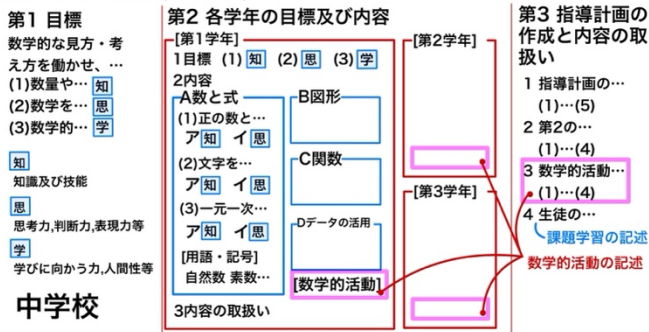 第1 目標
数学的な見方・考
え方を働かせ、…
(1)数量や… 知
(2)数学を… 思
(3)数学的… 学
知
知識及び技能
思
思考力,判断力,表現力等
学
学びに向かう力,人間性等
中学校
第2 各学年の目標及び内容
[第1学年]
1目標 (1) 知 (2) 思 (3) 学
2内容
A数と式
(1)正の数と…
ア知 イ思
(2)文字を…
ア知 イ思
(3)一元一次…
ア知 イ思
[用語・記号]
自然数 素数…
B図形
C関数
Dデータの活用
[数学的活動]
3内容の取扱い
[第2学年]
[第3学年]
第3 指導計画の
作成と内容の取
扱い
1 指導計画の…
(1)…(5)
2 第2の…
(1)…(4)
3 数学的活動…
(1)…(4)
4 生徒の…
課題学習の記述
数学的活動の記述